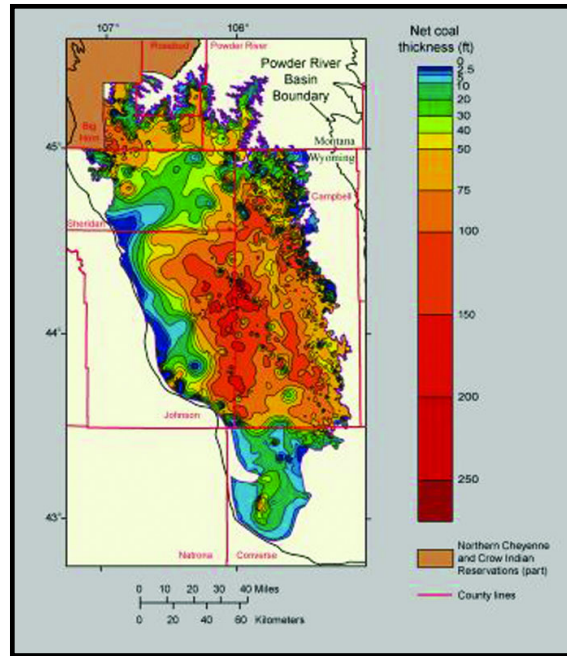 107°
106°
Rosebud
Powder River
Powder River
Basin
Boundary
Big
Horn
Montana
45°
Wyoming
Campbell
Sheridan
44°
Johnson
43°
Natrona
Converse
Net coal
thickness (ft)
0
2.5
5
10
20
30
40
50
75
100
150
200
250
Northern Cheyenne
and Crow Indian
Reservations (part)
County lines
0 10 20 30 40 Miles
0 20 40 60 Kilometers